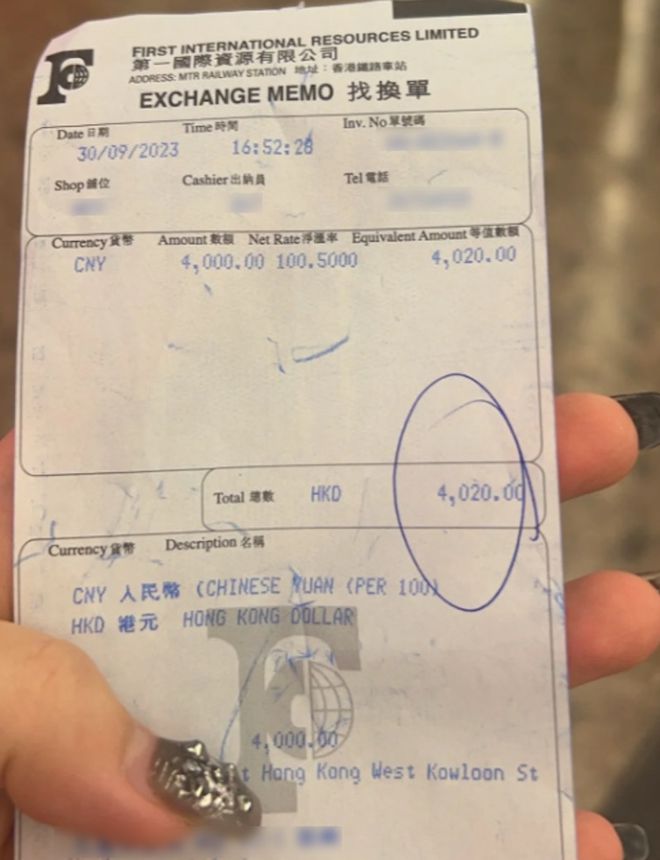 FIRST INTERNATIONAL RESOURCES LIMITED
第一國際資源有限公司
ADDRESS: MTR RAILWAY STATION 地址：香港鐵路車站
EXCHANGE MEMO 找換單
Date 日期 Time 時間 Inv. No 單號碼
30/09/2023 16:52:28
Shop 舖位 Cashier 出納員 Tel 電話
Currency 貨幣 Amount 數額 Net Rate 淨匯率 Equivalent Amount 等值數額
CNY 4,000.00 100.5000 4,020.00
Total 總數 HKD 4,020.00
Currency 貨幣 Description 名稱
CNY 人民幣 (CHINESE YUAN (PER 100)
HKD 港元 HONG KONG DOLLAR
4,000.00
t Hong Kong West Kowloon St